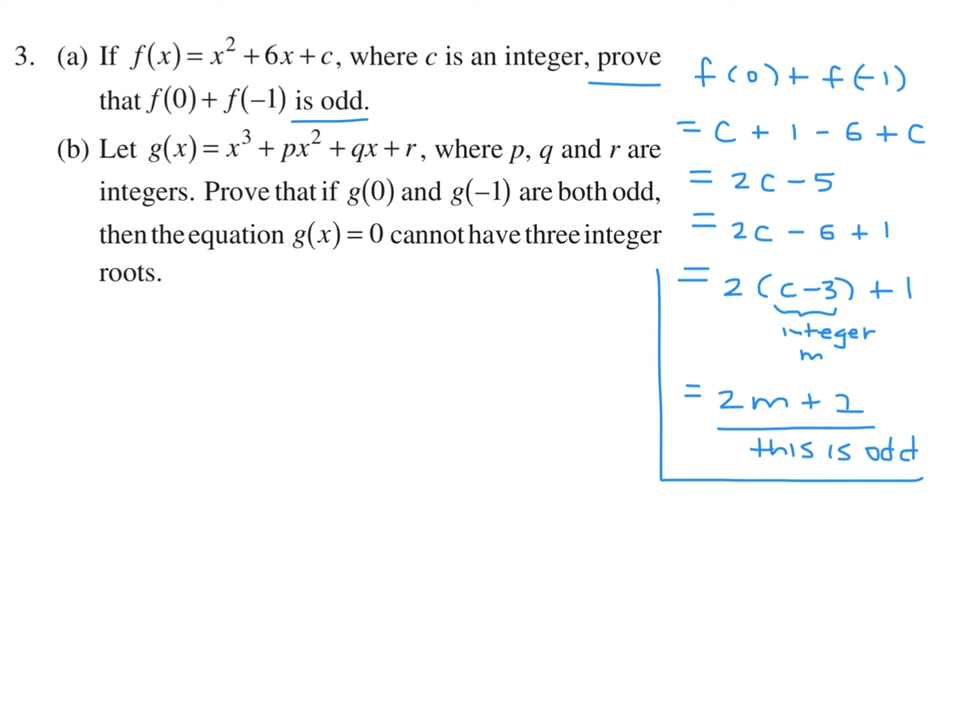 3. (a) If f(x) = x² + 6x + c, where c is an integer, prove
that f(0) + f(−1) is odd.
(b) Let g(x) = x³ + px² + qx + r, where p, q and r are
integers. Prove that if g(0) and g(−1) are both odd,
then the equation g(x) = 0 cannot have three integer
roots.
f(0) + f(-1)
= c + 1 - 6 + c
= 2c - 5
= 2c - 6 + 1
= 2(c-3) + 1
integer
m
= 2m + 1
this is odd